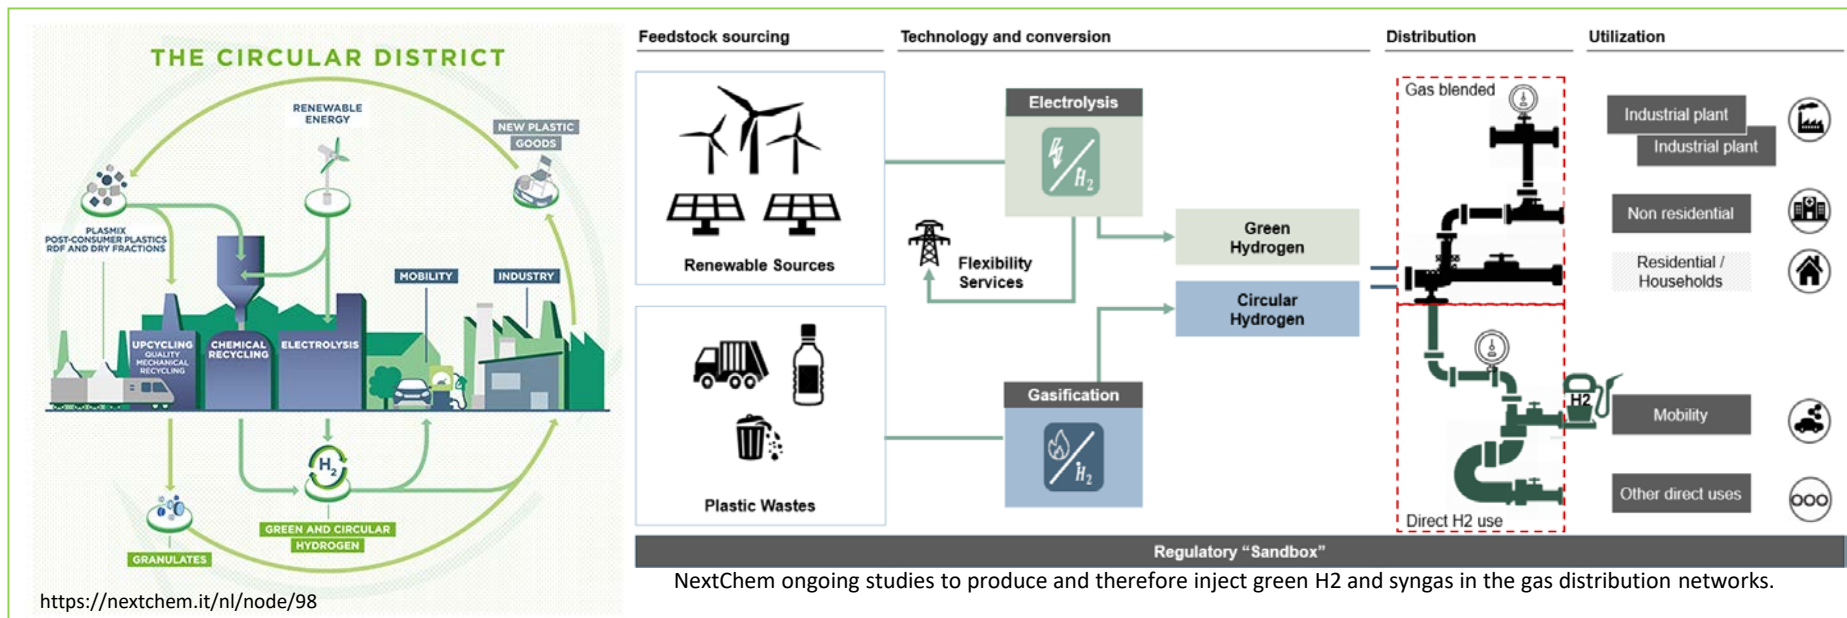 THE CIRCULAR DISTRICT
RENEWABLE
ENERGY
NEW PLASTIC
GOODS
PLASMIX
POST-CONSUMER PLASTICS
RDF AND DRY FRACTIONS
MOBILITY
INDUSTRY
UPCYCLING
QUALITY
MECHANICAL
RECYCLING
CHEMICAL
RECYCLING
ELECTROLYSIS
H2
GREEN AND CIRCULAR
HYDROGEN
GRANULATES
https://nextchem.it/nl/node/98
Feedstock sourcing
Technology and conversion
Distribution
Utilization
Renewable Sources
Plastic Wastes
Electrolysis
H2
Flexibility
Services
Green
Hydrogen
Circular
Hydrogen
Gasification
H2
Gas blended
Direct H2 use
H2
Industrial plant
Industrial plant
Non residential
Residential /
Households
Mobility
Other direct uses
Regulatory “Sandbox”
NextChem ongoing studies to produce and therefore inject green H2 and syngas in the gas distribution networks.